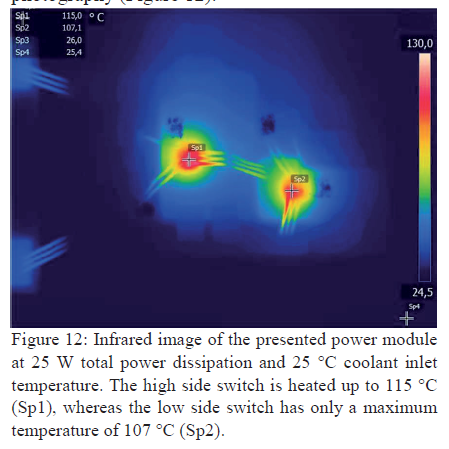 photography (Figure 12).
Sp1 115,0 °C
Sp2 107,1
Sp3 26,0
Sp4 25,4
130,0
Sp1
Sp2
24,5
Sp4
Figure 12: Infrared image of the presented power module
at 25 W total power dissipation and 25 °C coolant inlet
temperature. The high side switch is heated up to 115 °C
(Sp1), whereas the low side switch has only a maximum
temperature of 107 °C (Sp2).